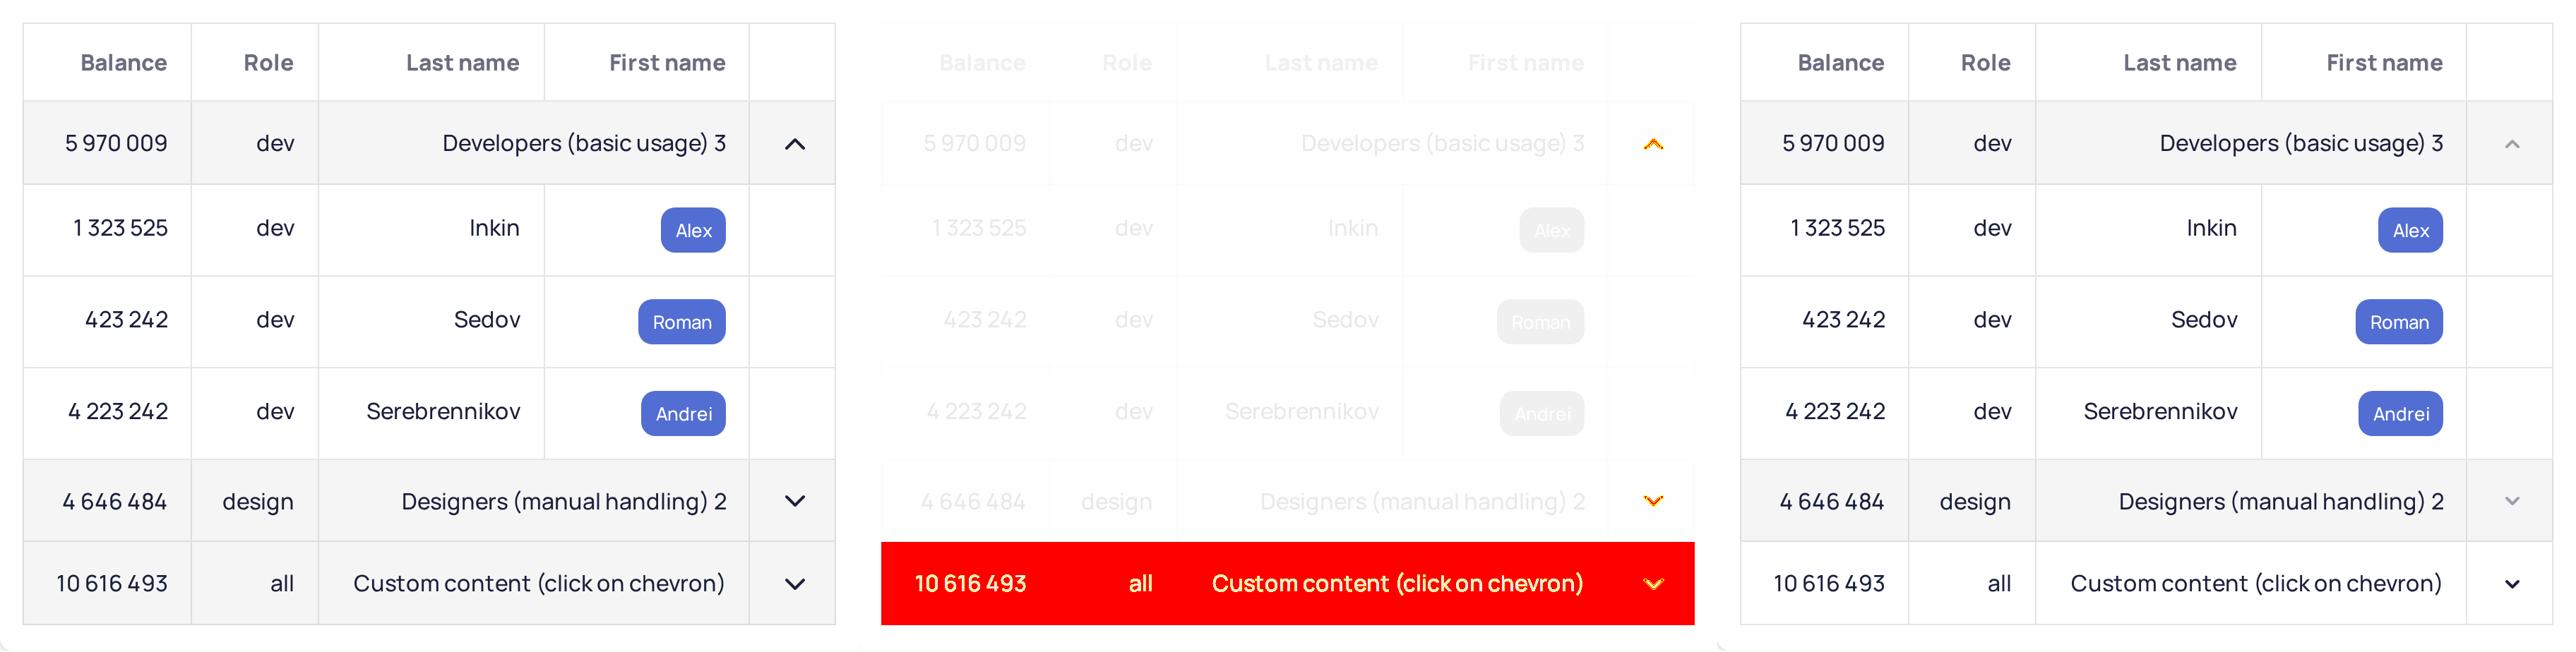 Balance Role Last name First name
5 970 009 dev Developers (basic usage) 3
1 323 525 dev Inkin Alex
423 242 dev Sedov Roman
4 223 242 dev Serebrennikov Andrei
4 646 484 design Designers (manual handling) 2
10 616 493 all Custom content (click on chevron)
Balance Role Last name First name
5 970 009 dev Developers (basic usage) 3
1 323 525 dev Inkin Alex
423 242 dev Sedov Roman
4 223 242 dev Serebrennikov Andrei
4 646 484 design Designers (manual handling) 2
10 616 493 all Custom content (click on chevron)
Balance Role Last name First name
5 970 009 dev Developers (basic usage) 3
1 323 525 dev Inkin Alex
423 242 dev Sedov Roman
4 223 242 dev Serebrennikov Andrei
4 646 484 design Designers (manual handling) 2
10 616 493 all Custom content (click on chevron)